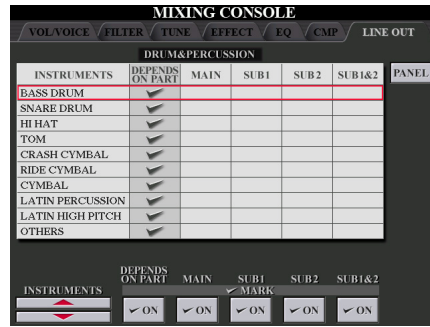 MIXING CONSOLE
VOL/VOICE FILTER TUNE EFFECT EQ CMP LINE OUT
DRUM&PERCUSSION
INSTRUMENTS DEPENDS ON PART MAIN SUB1 SUB2 SUB1&2 PANEL
BASS DRUM
SNARE DRUM
HI HAT
TOM
CRASH CYMBAL
RIDE CYMBAL
CYMBAL
LATIN PERCUSSION
LATIN HIGH PITCH
OTHERS
INSTRUMENTS DEPENDS ON PART MAIN SUB1 SUB2 SUB1&2
MARK
ON ON ON ON ON